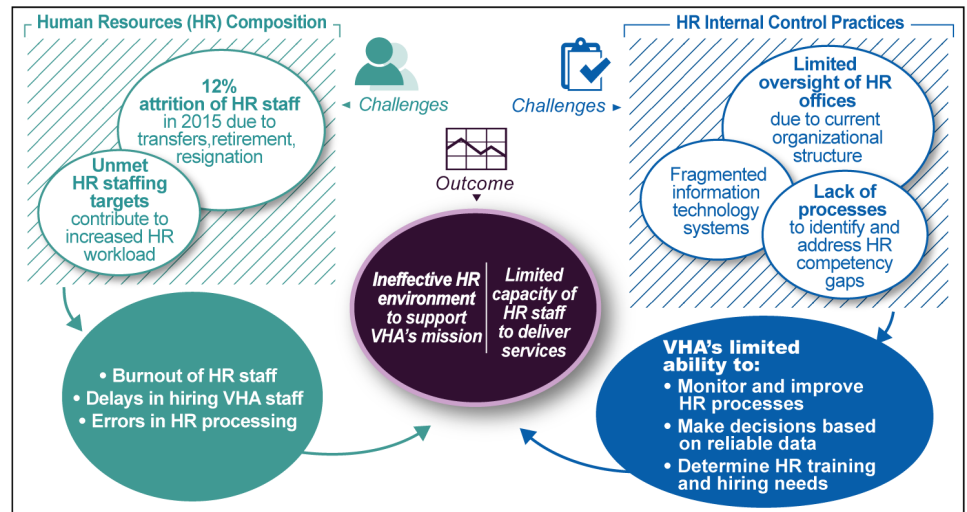 Human Resources (HR) Composition
12%
attrition of HR staff
in 2015 due to
transfers,retirement,
resignation
Unmet
HR staffing
targets
contribute to
increased HR
workload
Challenges
• Burnout of HR staff
• Delays in hiring VHA staff
• Errors in HR processing
Outcome
Ineffective HR
environment
to support
VHA's mission
Limited
capacity of
HR staff
to deliver
services
HR Internal Control Practices
Challenges
Limited
oversight of HR
offices
due to current
organizational
structure
Fragmented
information
technology
systems
Lack of
processes
to identify and
address HR
competency
gaps
VHA's limited
ability to:
• Monitor and improve
HR processes
• Make decisions based
on reliable data
• Determine HR training
and hiring needs